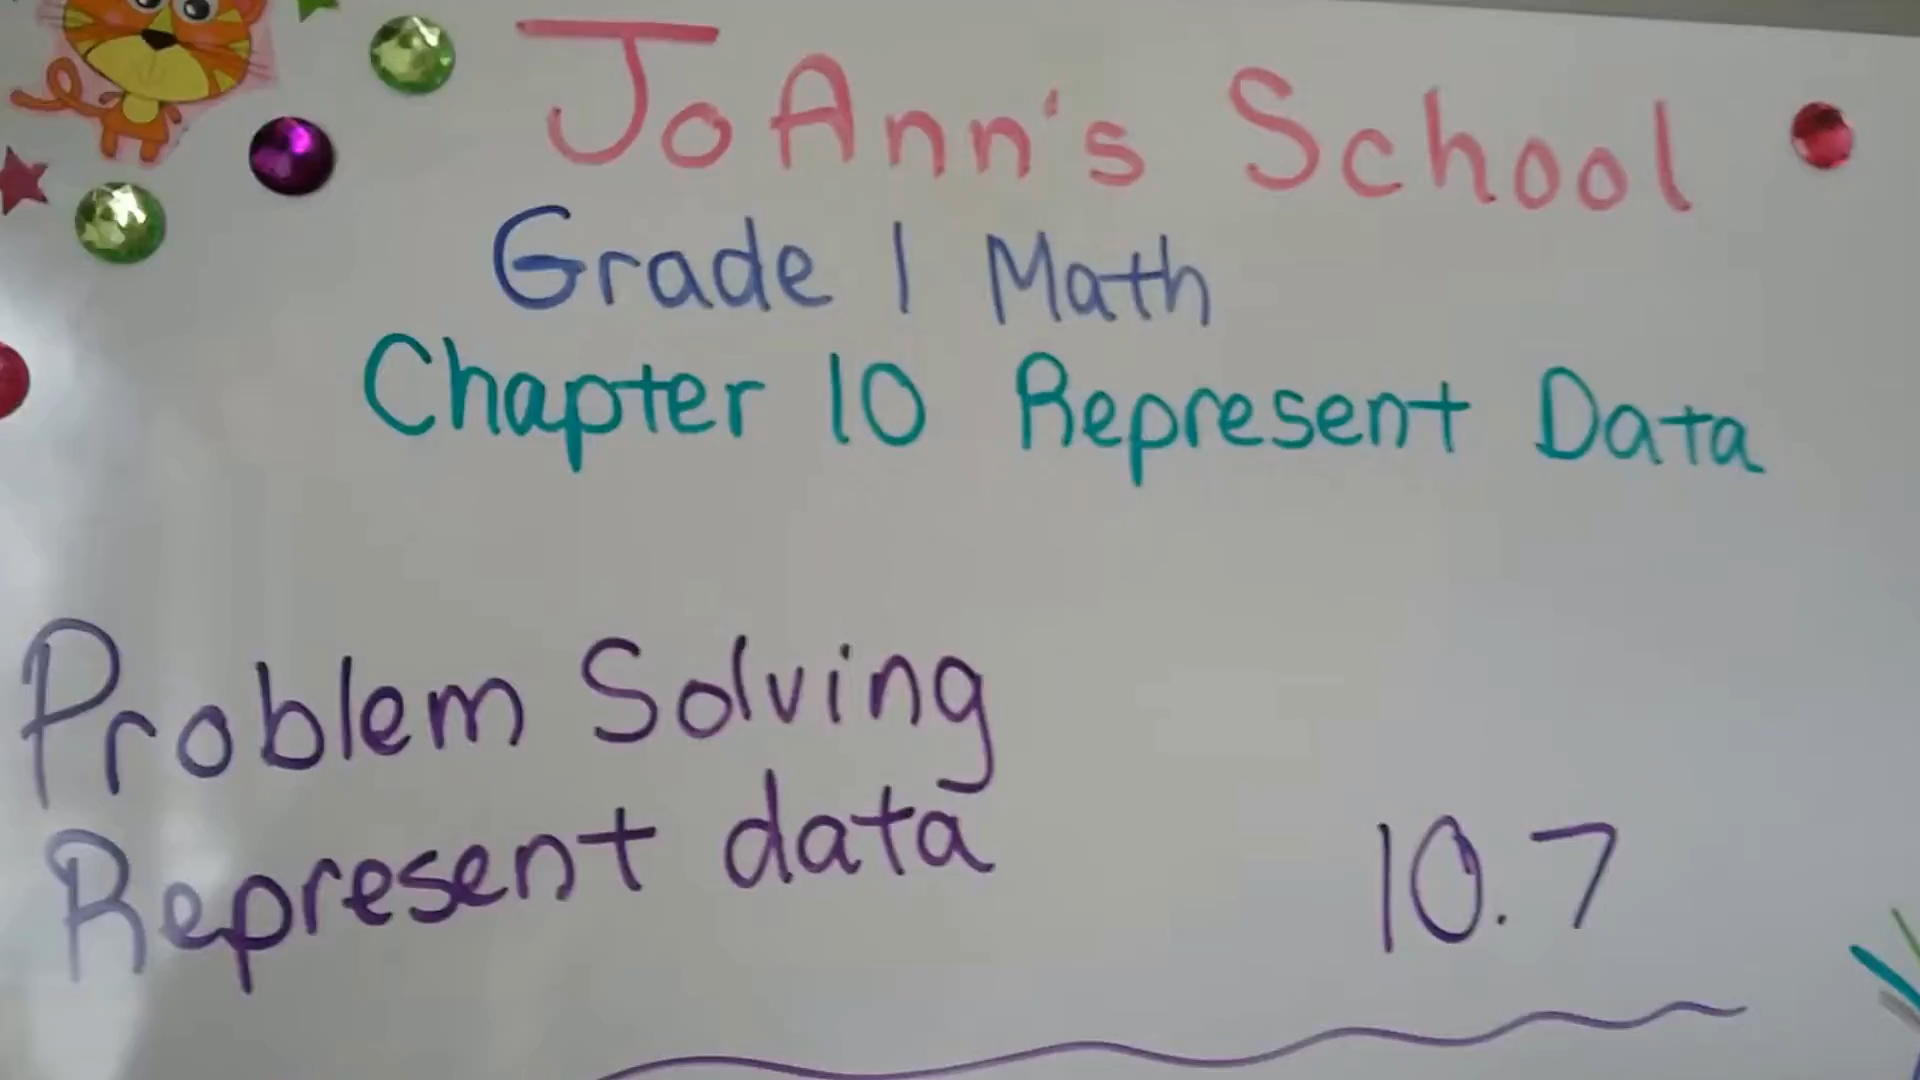 JoAnn's School
Grade 1 Math
Chapter 10 Represent Data
Problem Solving
Represent data
10.7